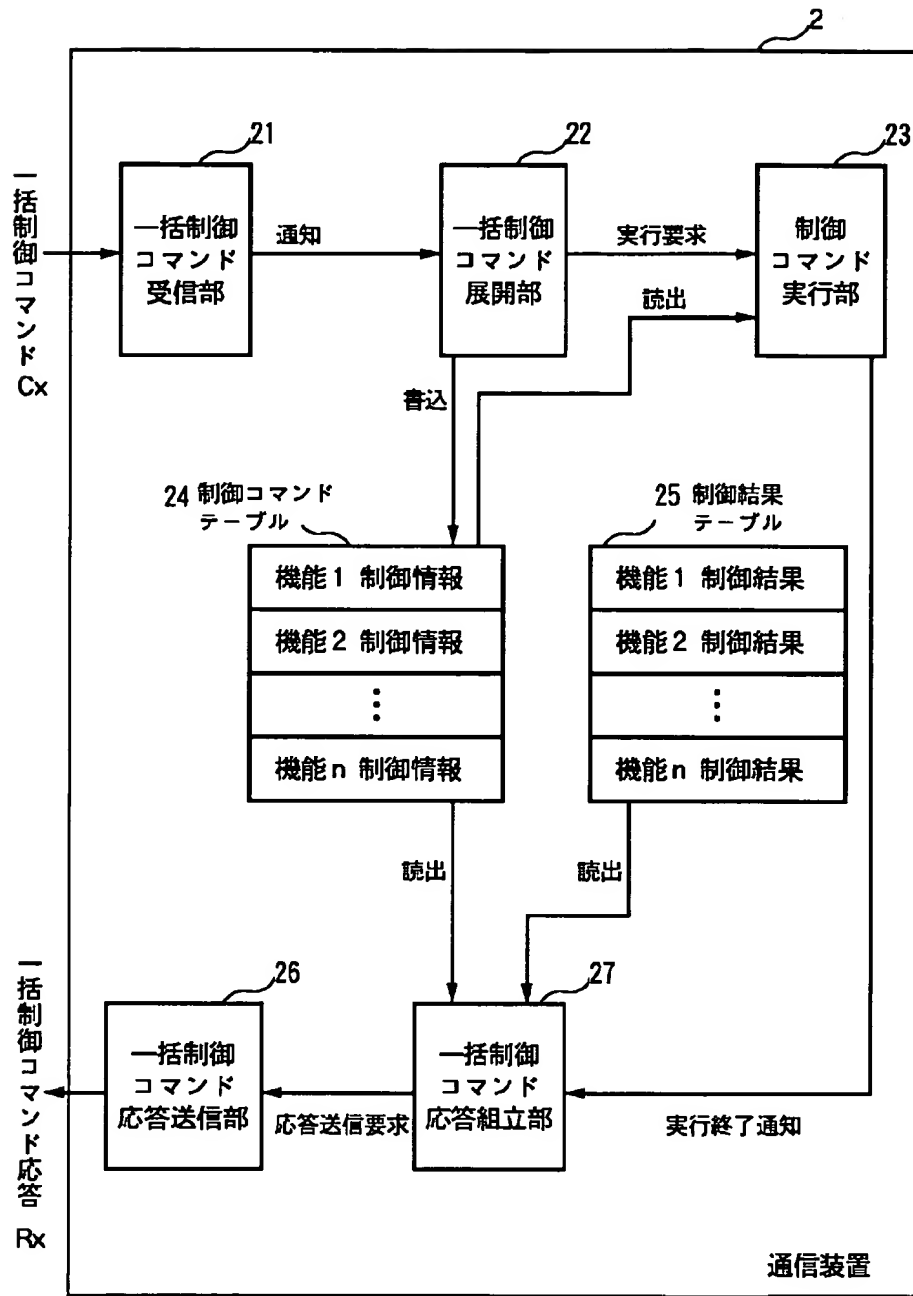 2
21
22
23
一括制御コマンド Cx
一括制御
コマンド
受信部
通知
一括制御
コマンド
展開部
実行要求
制御
コマンド
実行部
読出
書込
24 制御コマンド
テーブル
25 制御結果
テーブル
機能1 制御情報
機能2 制御情報
⋮
機能n 制御情報
機能1 制御結果
機能2 制御結果
⋮
機能n 制御結果
読出
読出
26
27
一括制御コマンド応答 Rx
一括制御
コマンド
応答送信部
応答送信要求
一括制御
コマンド
応答組立部
実行終了通知
通信装置